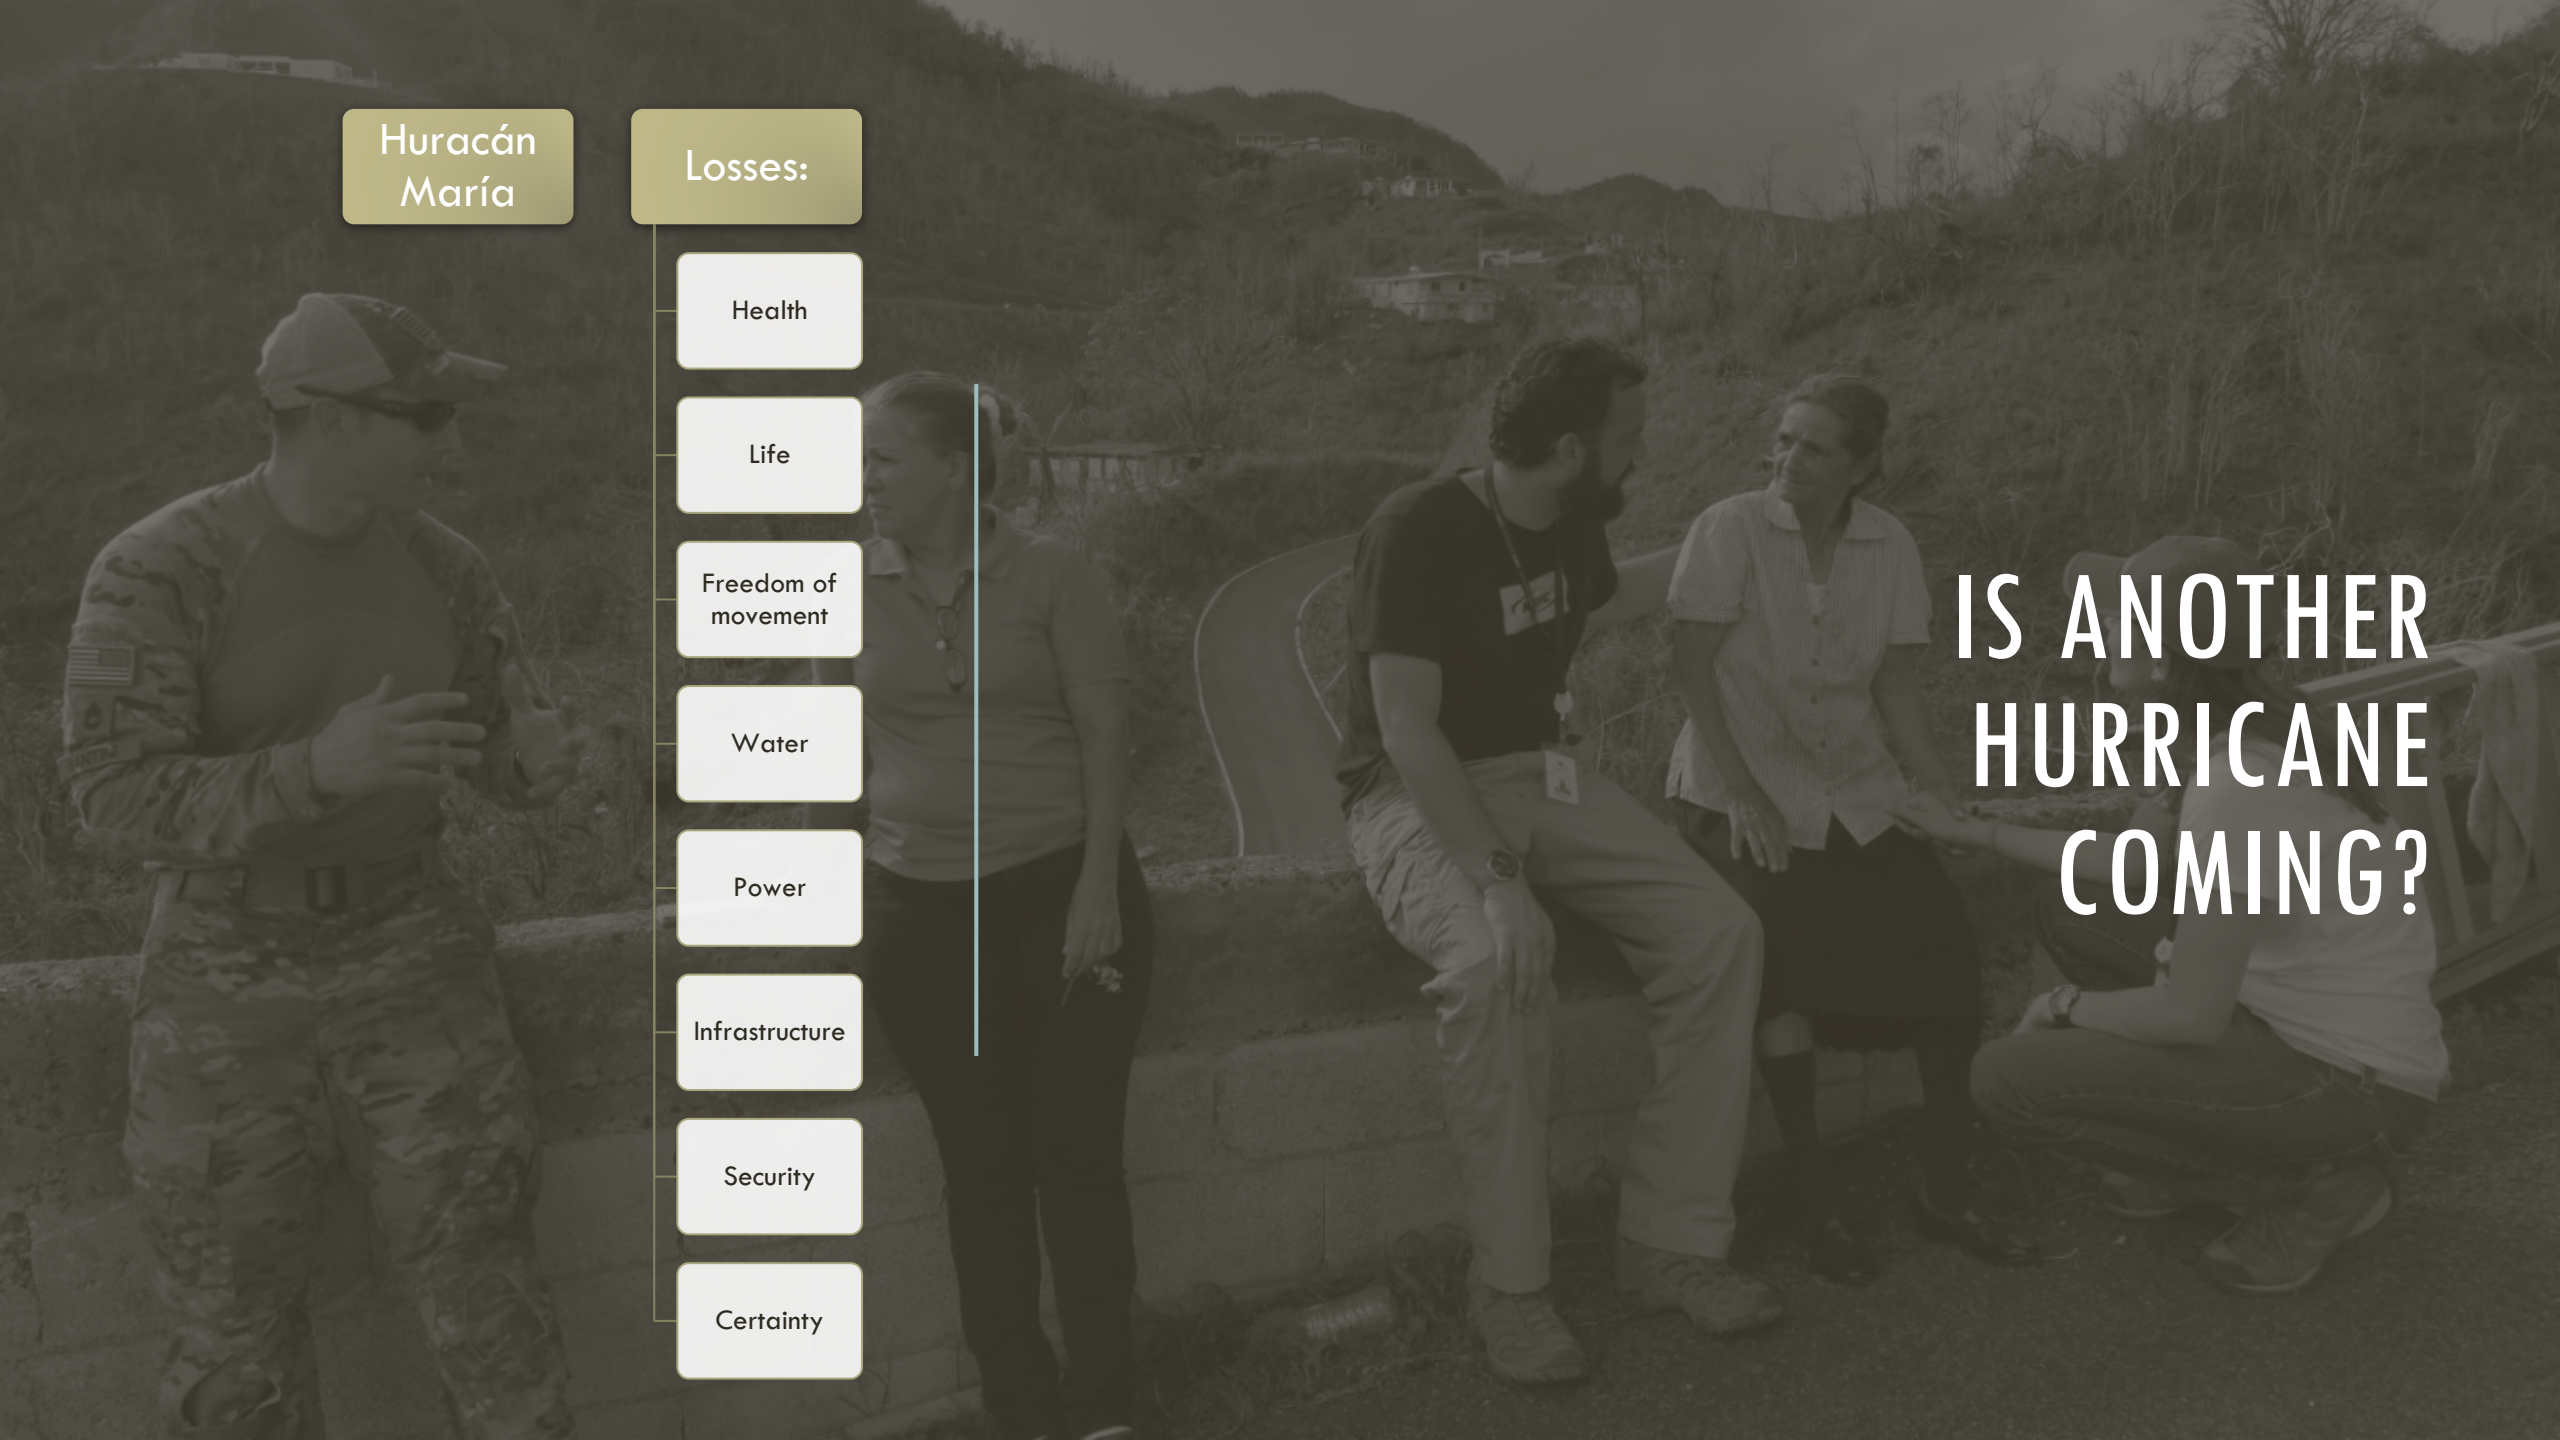 Huracán
María
Losses:
Health
Life
Freedom of
movement
Water
Power
Infrastructure
Security
Certainty
IS ANOTHER
HURRICANE
COMING?